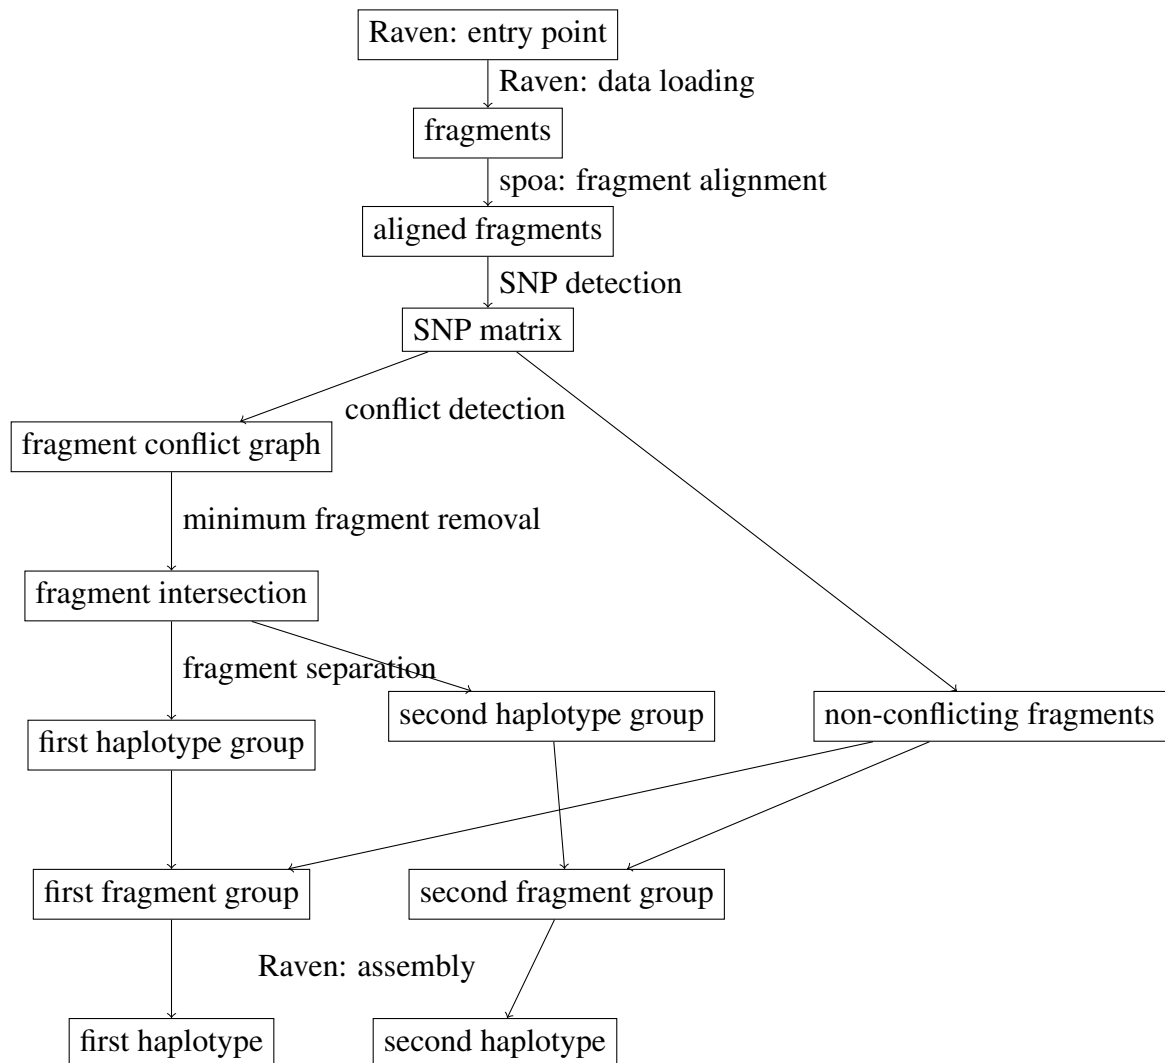 Raven: entry point
Raven: data loading
fragments
spoa: fragment alignment
aligned fragments
SNP detection
SNP matrix
conflict detection
fragment conflict graph
minimum fragment removal
fragment intersection
fragment separation
second haplotype group
non-conflicting fragments
first haplotype group
first fragment group
second fragment group
Raven: assembly
first haplotype
second haplotype